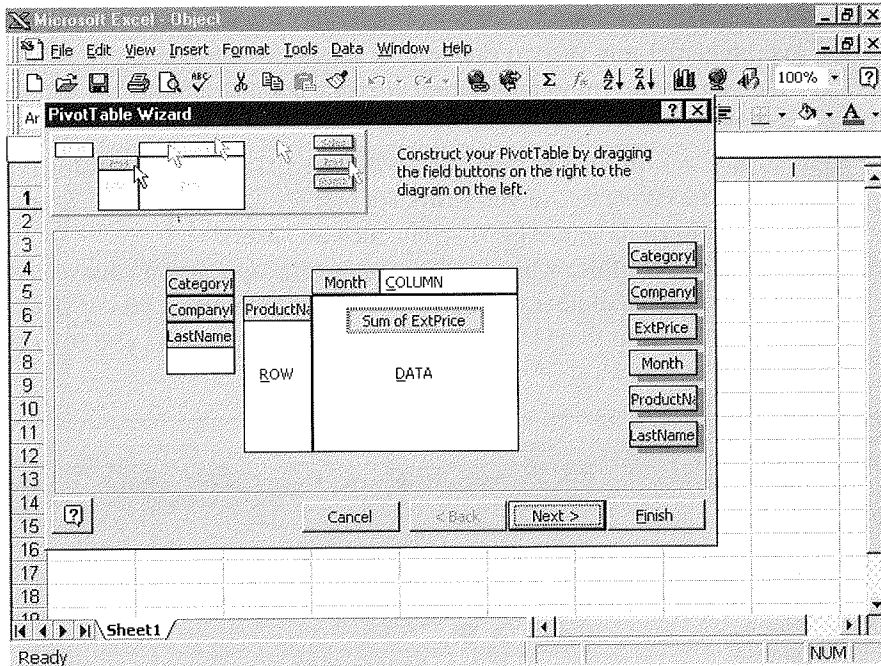 Microsoft Excel - Object
File Edit View Insert Format Tools Data Window Help
100%
Ar
PivotTable Wizard
Construct your PivotTable by dragging
the field buttons on the right to the
diagram on the left.
I
1
2
3
4
5
6
7
8
9
10
11
12
13
14
15
16
17
18
19
CategoryI
CompanyI
LastName
Month COLUMN
ProductNa
Sum of ExtPrice
ROW
DATA
CategoryI
CompanyI
ExtPrice
Month
ProductNa
LastName
Cancel < Back Next > Finish
Sheet1
Ready
NUM